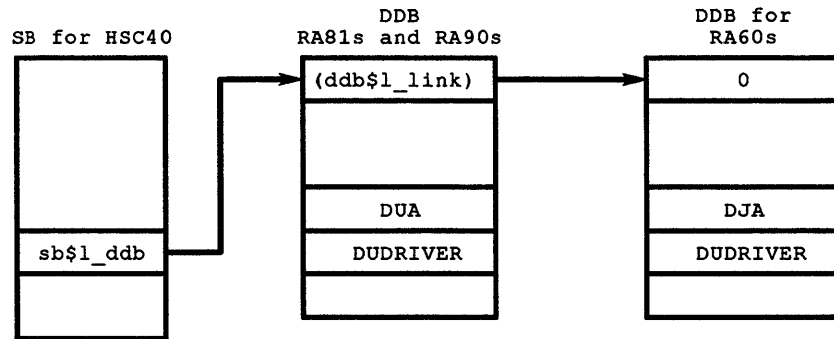 SB for HSC40
DDB
RA81s and RA90s
DDB for
RA60s
(ddb$l_link)
0
DUA
DJA
sb$l_ddb
DUDRIVER
DUDRIVER